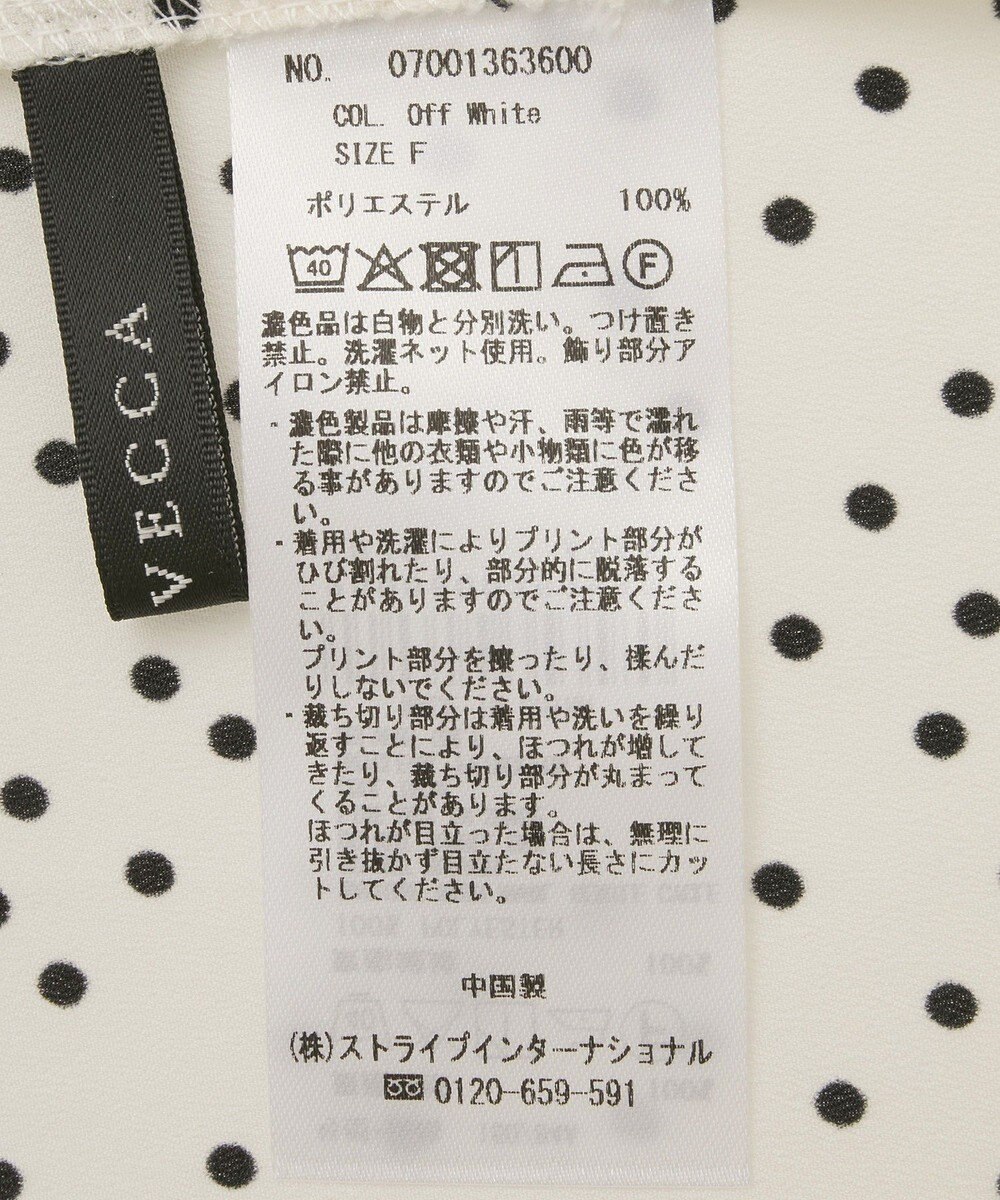 VECCA
NO. 07001363600
COL. Off White
SIZE F
ポリエステル 100%
40
F
濃色品は白物と分別洗い。つけ置き
禁止。洗濯ネット使用。飾り部分ア
イロン禁止。
・濃色製品は摩擦や汗、雨等で濡れ
た際に他の衣類や小物類に色が移
る事がありますのでご注意くださ
い。
・着用や洗濯によりプリント部分が
ひび割れたり、部分的に脱落する
ことがありますのでご注意くださ
い。
プリント部分を擦ったり、揉んだ
りしないでください。
・裁ち切り部分は着用や洗いを繰り
返すことにより、ほつれが増して
きたり、裁ち切り部分が丸まって
くることがあります。
ほつれが目立った場合は、無理に
引き抜かず目立たない長さにカッ
トしてください。
中国製
(株)ストライプインターナショナル
0120-659-591